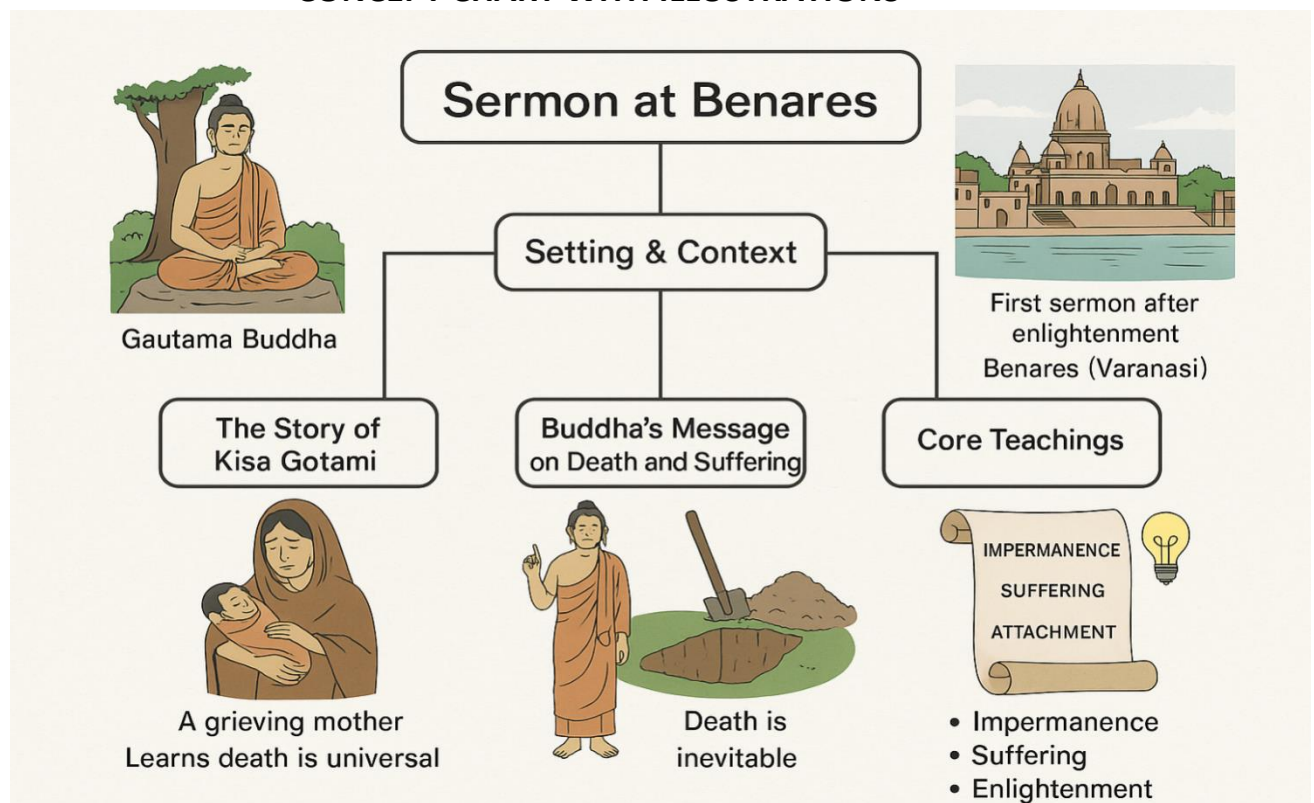 Sermon at Benares
Setting & Context
Gautama Buddha
First sermon after
enlightenment
Benares (Varanasi)
The Story of
Kisa Gotami
Buddha's Message
on Death and Suffering
Core Teachings
IMPERMANENCE
SUFFERING
ATTACHMENT
A grieving mother
Learns death is universal
Death is
inevitable
• Impermanence
• Suffering
• Enlightenment